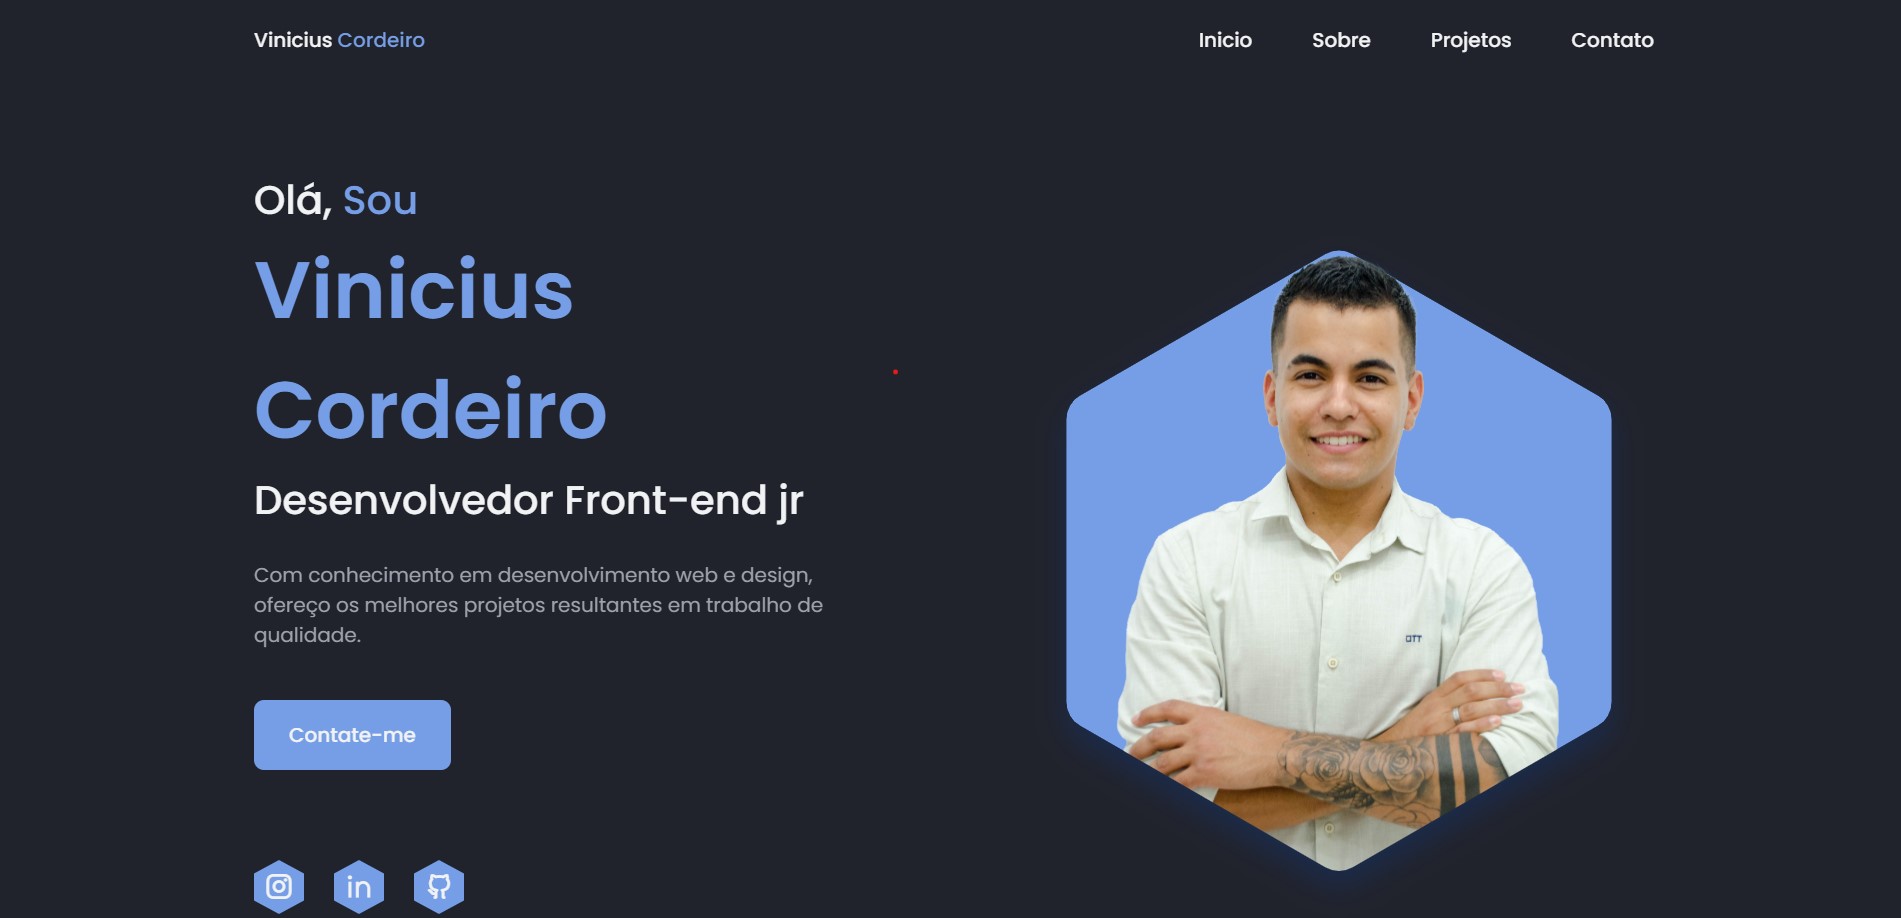 Vinicius Cordeiro
Inicio Sobre Projetos Contato
Olá, Sou
Vinicius
Cordeiro
Desenvolvedor Front-end jr
Com conhecimento em desenvolvimento web e design,
ofereço os melhores projetos resultantes em trabalho de
qualidade.
Contate-me
in